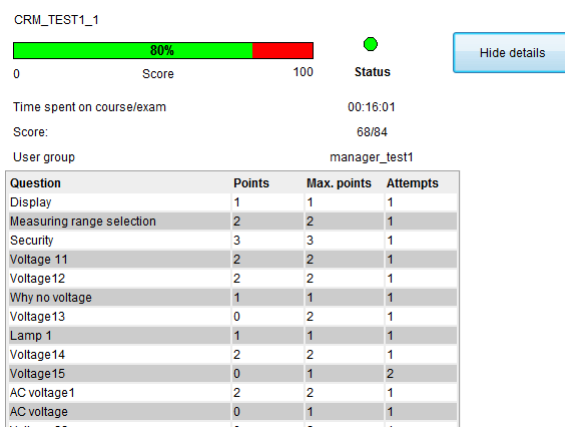 CRM_TEST1_1
80%
0 Score 100 Status
Hide details
Time spent on course/exam 00:16:01
Score: 68/84
User group manager_test1
Question Points Max. points Attempts
Display 1 1 1
Measuring range selection 2 2 1
Security 3 3 1
Voltage 11 2 2 1
Voltage12 2 2 1
Why no voltage 1 1 1
Voltage13 0 2 1
Lamp 1 1 1 1
Voltage14 2 2 1
Voltage15 0 1 2
AC voltage1 2 2 1
AC voltage 0 1 1